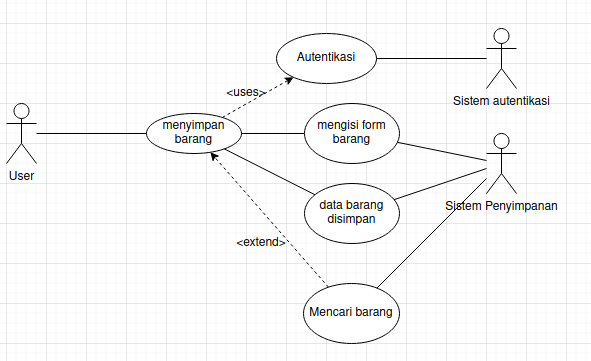 Autentikasi
Sistem autentikasi
<uses>
menyimpan
barang
mengisi form
barang
User
data barang
disimpan
Sistem Penyimpanan
<extend>
Mencari barang